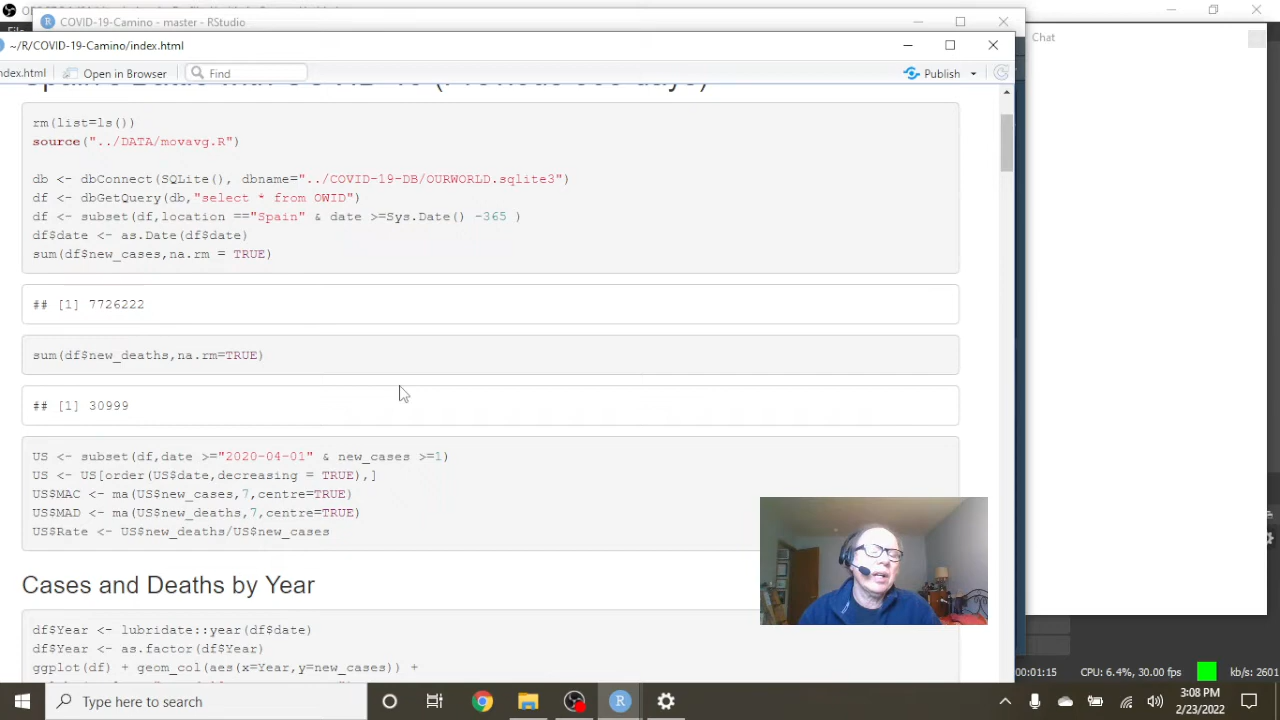 COVID-19-Camino - master - RStudio
~/R/COVID-19-Camino/index.html
Chat
index.html
Open in Browser
Find
Publish
rm(list=ls())
source("../DATA/movavg.R")
db <- dbConnect(SQLite(), dbname="../COVID-19-DB/OURWORLD.sqlite3")
df <- dbGetQuery(db,"select * from OWID")
df <- subset(df,location =="Spain" & date >=Sys.Date() -365 )
df$date <- as.Date(df$date)
sum(df$new_cases,na.rm = TRUE)
## [1] 7726222
sum(df$new_deaths,na.rm=TRUE)
## [1] 30999
US <- subset(df,date >="2020-04-01" & new_cases >=1)
US <- US[order(US$date,decreasing = TRUE),]
US$MAC <- ma(US$new_cases,7,centre=TRUE)
US$MAD <- ma(US$new_deaths,7,centre=TRUE)
US$Rate <- US$new_deaths/US$new_cases
Cases and Deaths by Year
df$Year <- lubridate::year(df$date)
df$Year <- as.factor(df$Year)
ggplot(df) + geom_col(aes(x=Year,y=new_cases)) +
00:01:15
CPU: 6.4%, 30.00 fps
kb/s: 2601
Type here to search
3:08 PM
2/23/2022